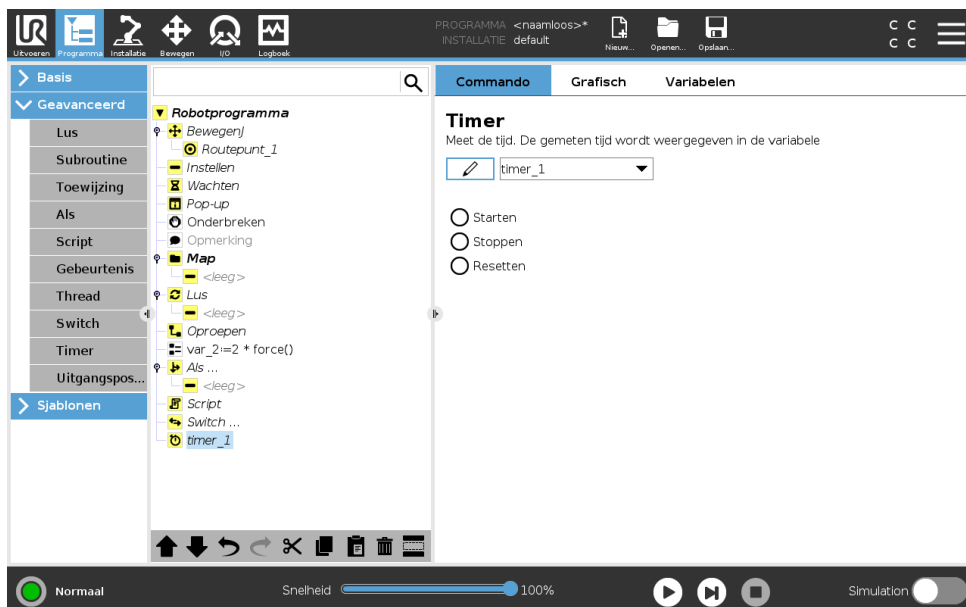 UR
PROGRAMMA <naamloos>*
INSTALLATIE default
C C
C C
Uitvoeren Programma Installatie Bewegen I/O Logboek Nieuw... Openen... Opslaan...
Basis
Geavanceerd
Lus
Subroutine
Toewijzing
Als
Script
Gebeurtenis
Thread
Switch
Timer
Uitgangspos...
Sjablonen
Robotprogramma
BewegenJ
Routepunt_1
Instellen
Wachten
Pop-up
Onderbreken
Opmerking
Map
<leeg>
Lus
<leeg>
Oproepen
var_2:=2 * force()
Als ...
<leeg>
Script
Switch ...
timer_1
Commando Grafisch Variabelen
Timer
Meet de tijd. De gemeten tijd wordt weergegeven in de variabele
timer_1
Starten
Stoppen
Resetten
Normaal Snelheid 100% Simulation